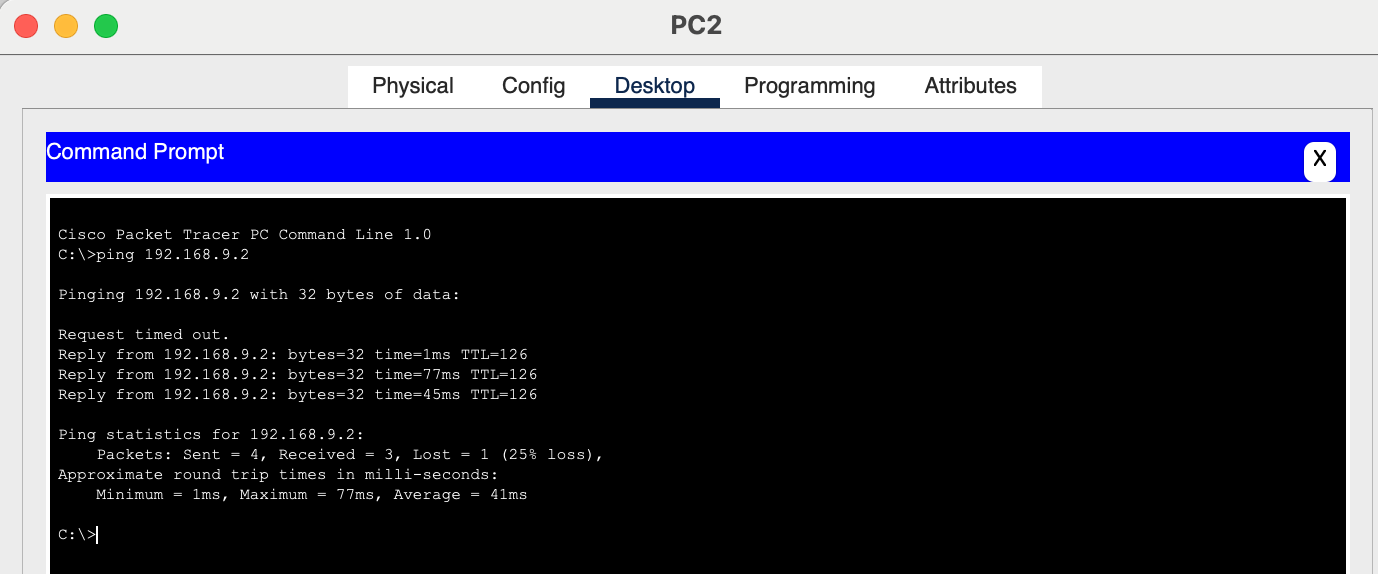 PC2
Physical Config Desktop Programming Attributes
Command Prompt
X
Cisco Packet Tracer PC Command Line 1.0
C:\>ping 192.168.9.2
Pinging 192.168.9.2 with 32 bytes of data:
Request timed out.
Reply from 192.168.9.2: bytes=32 time=1ms TTL=126
Reply from 192.168.9.2: bytes=32 time=77ms TTL=126
Reply from 192.168.9.2: bytes=32 time=45ms TTL=126
Ping statistics for 192.168.9.2:
    Packets: Sent = 4, Received = 3, Lost = 1 (25% loss),
Approximate round trip times in milli-seconds:
    Minimum = 1ms, Maximum = 77ms, Average = 41ms
C:\>